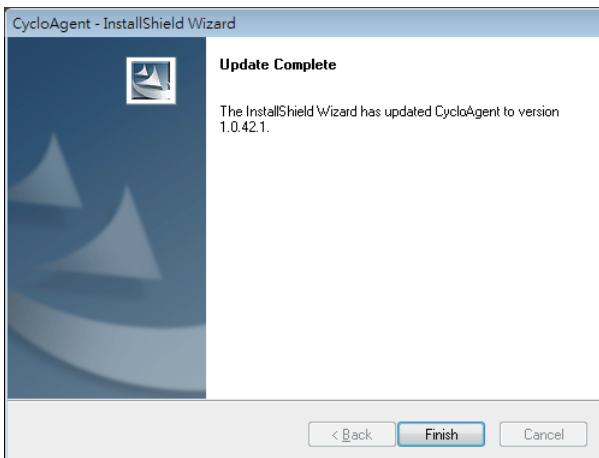 CycloAgent - InstallShield Wizard
Update Complete
The InstallShield Wizard has updated CycloAgent to version
1.0.42.1.
< Back
Finish
Cancel